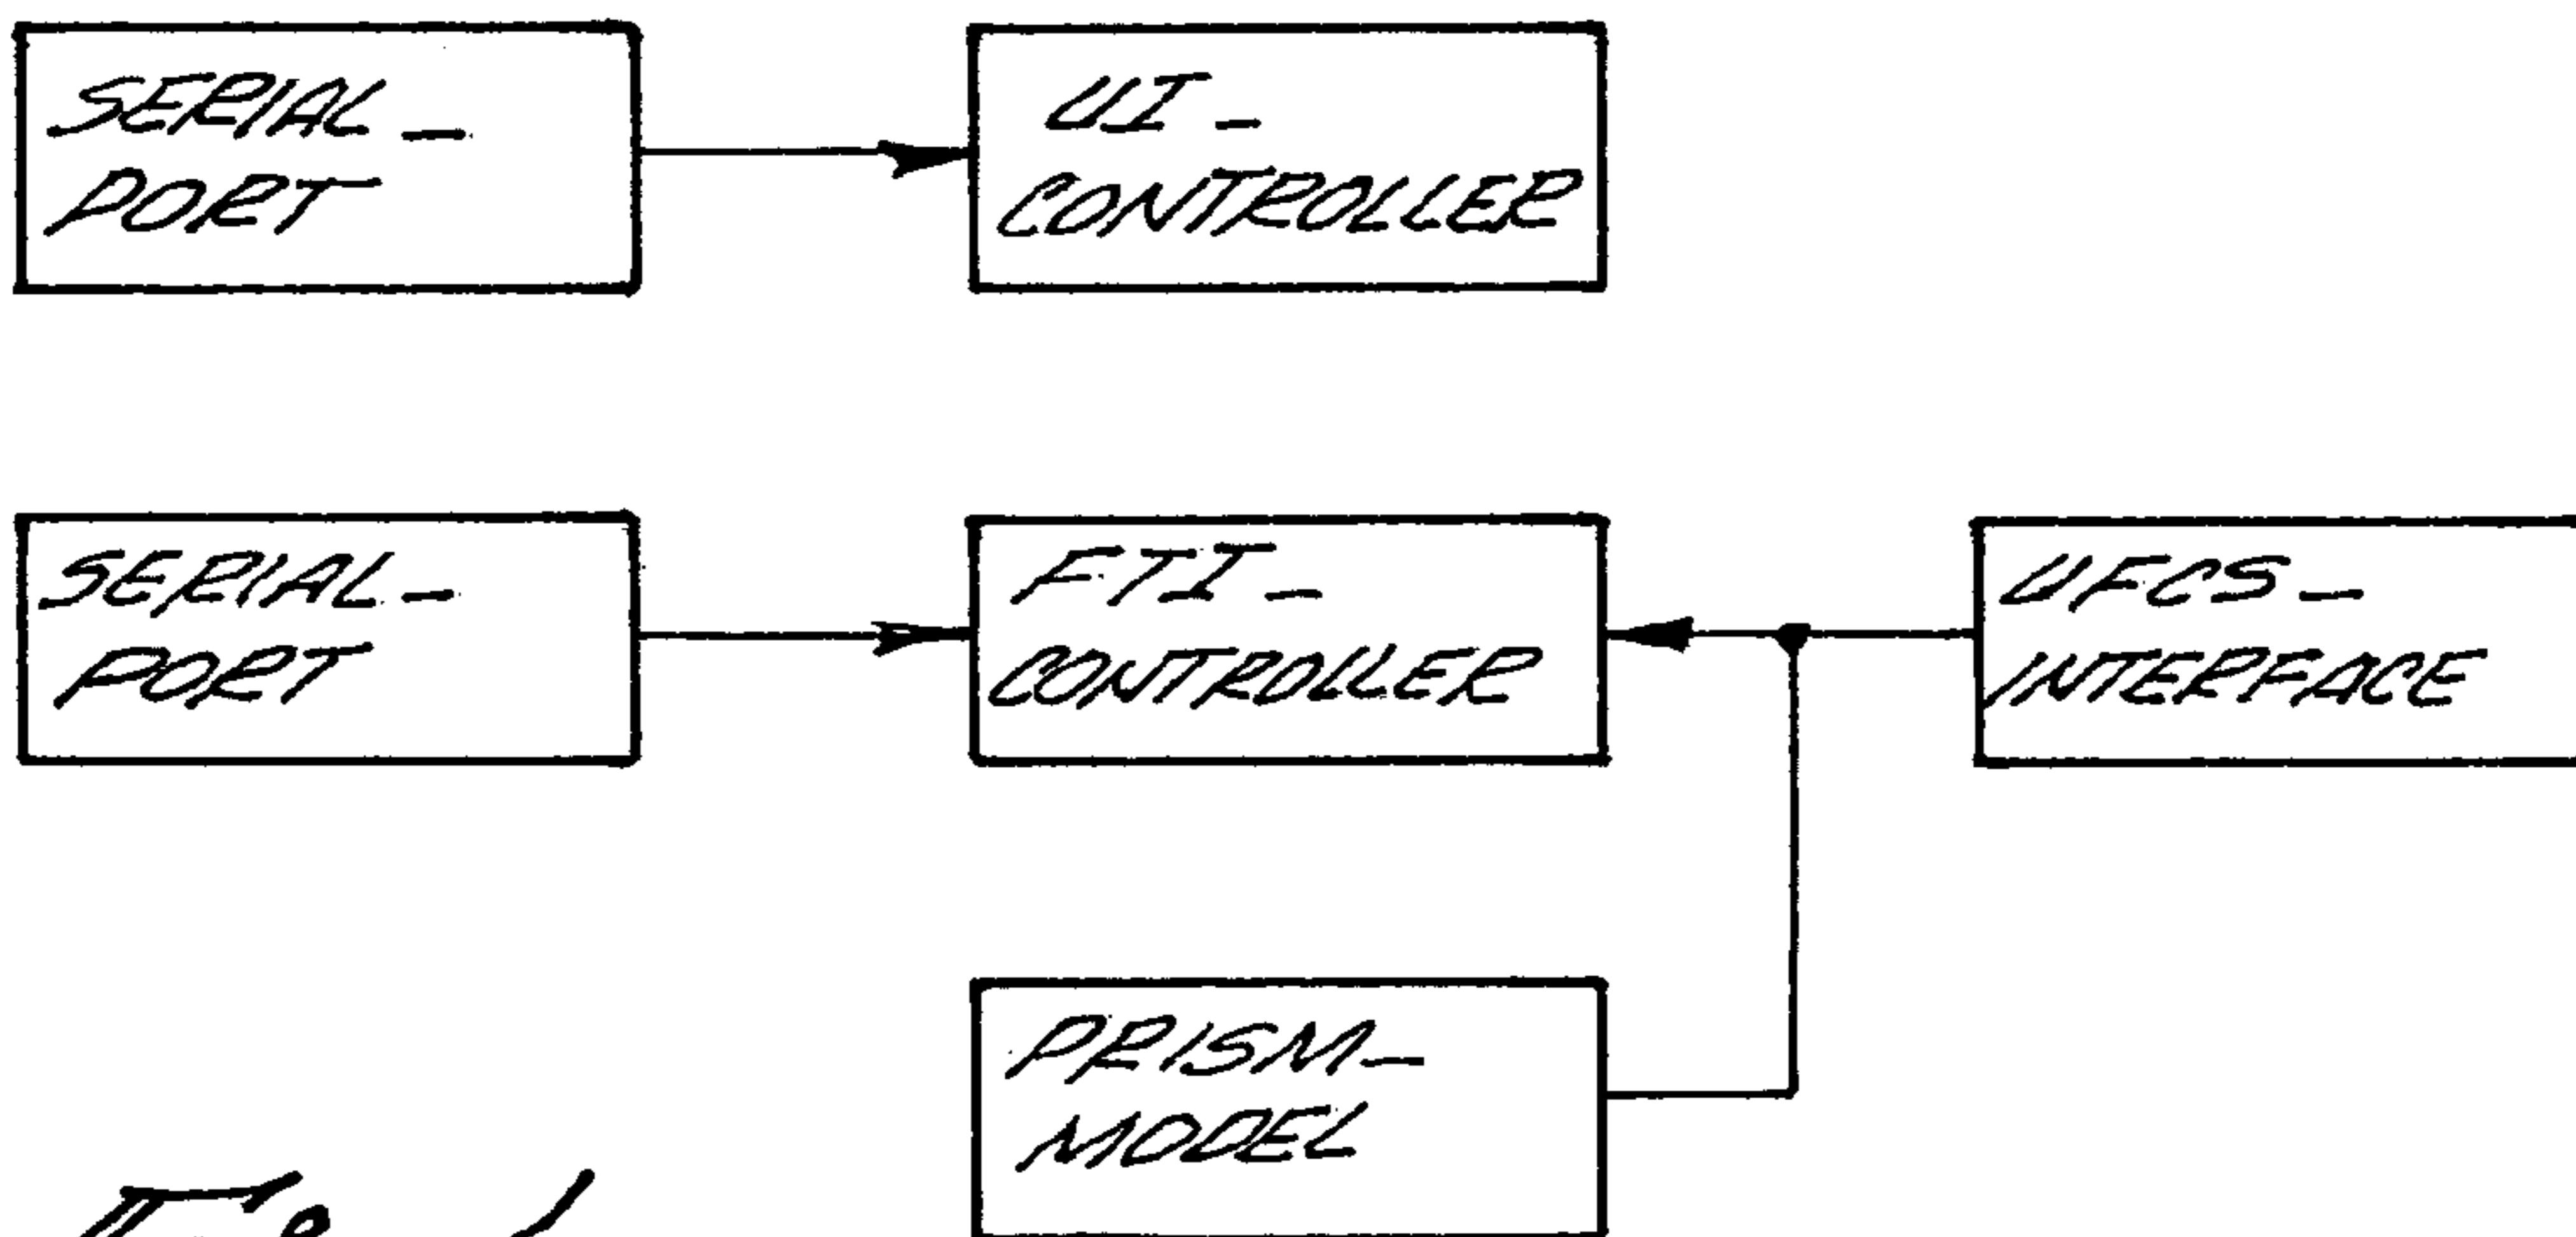 SERIAL_
PORT
UI_
CONTROLLER
SERIAL_
PORT
FTI_
CONTROLLER
UFCS_
INTERFACE
PRISM_
MODEL